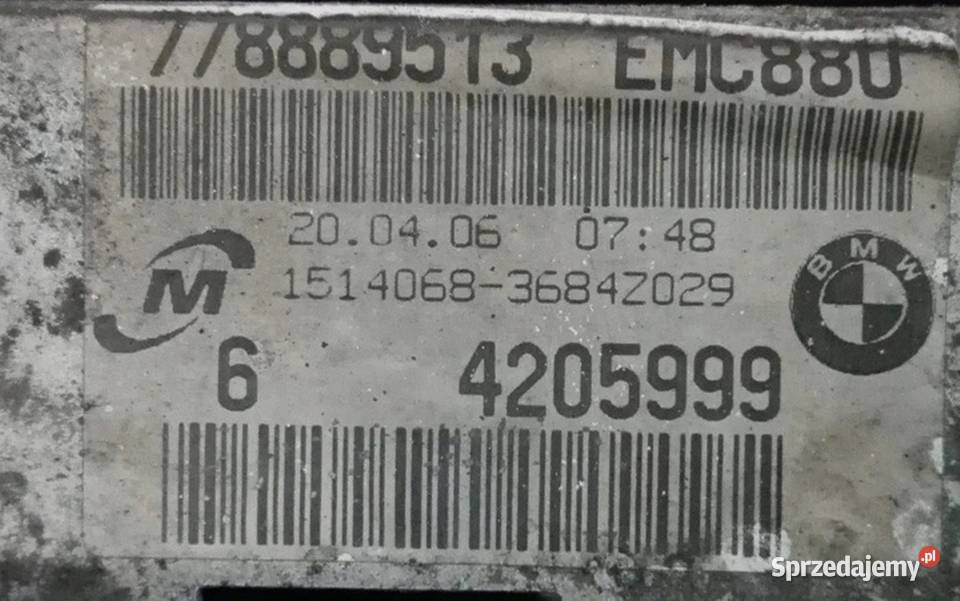 778889513 EMC880
20.04.06 07:48
1514068-3684Z029
M
BMW
6 4205999
Sprzedajemy.pl